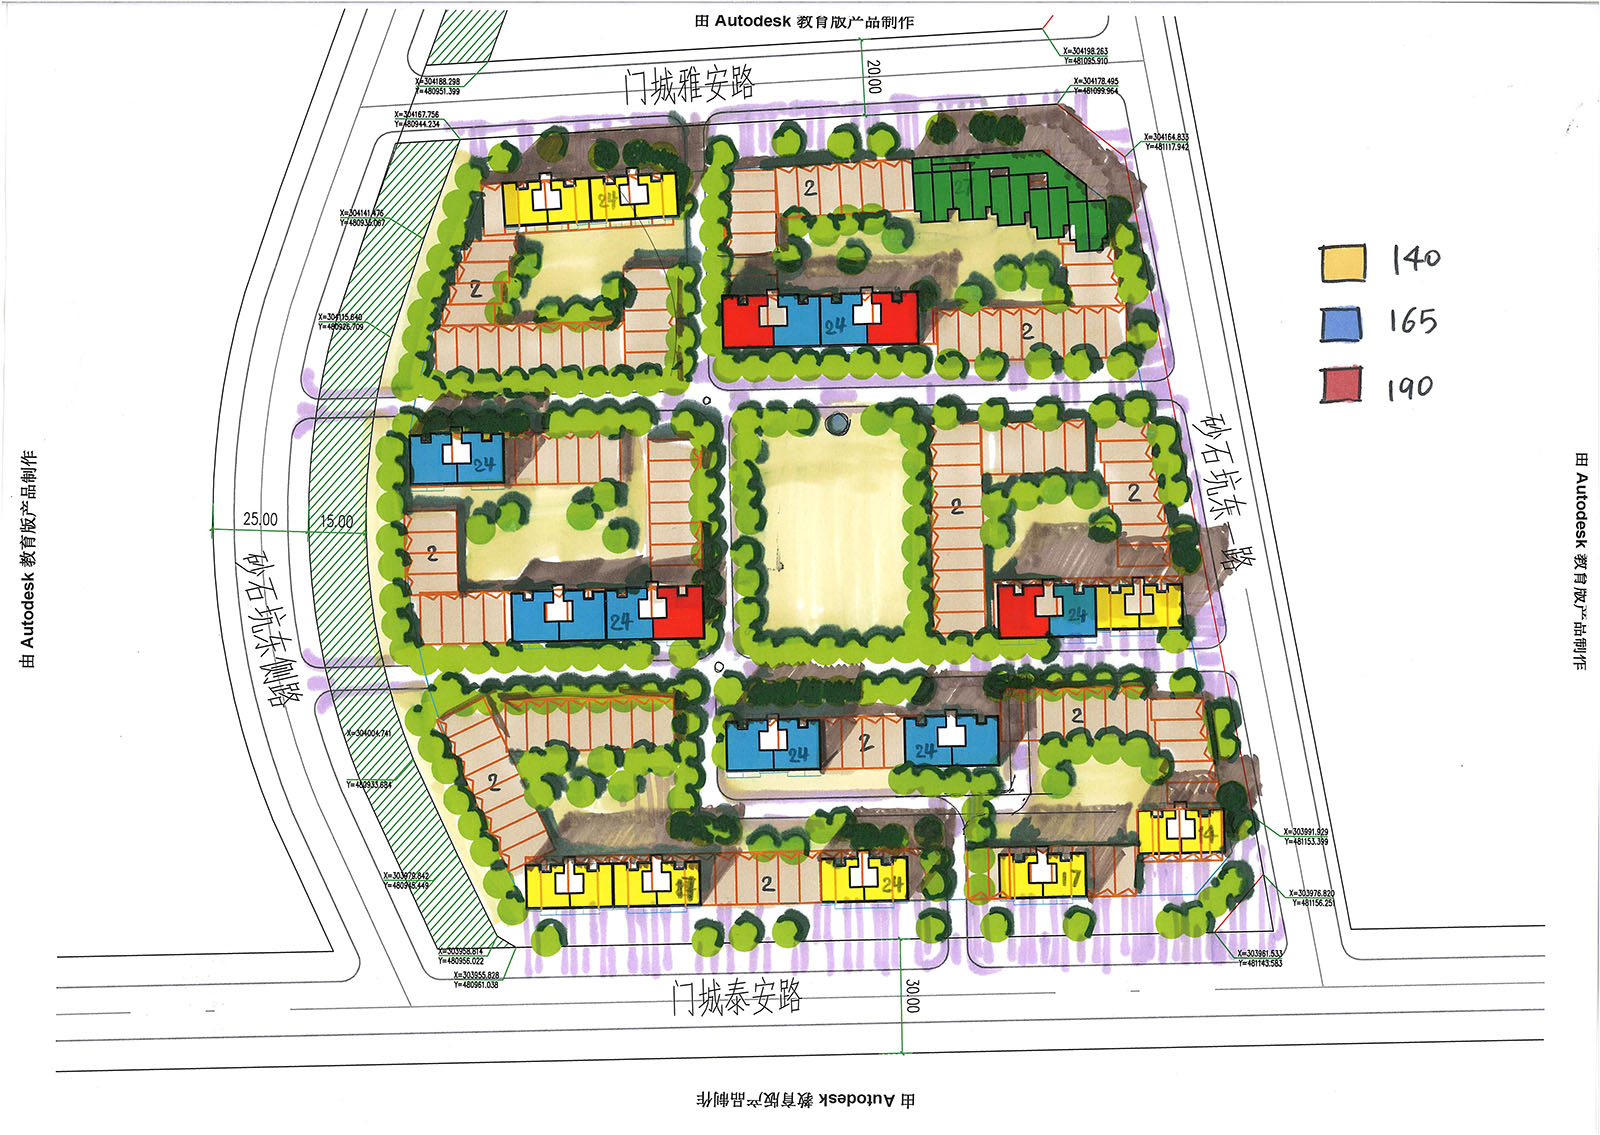 由 Autodesk 教育版产品制作
X=304198.263
Y=481095.910
20.00
X=304188.298
Y=480951.399
门城雅安路
X=304178.495
Y=481099.964
X=304167.756
Y=480944.234
X=304164.833
Y=481117.942
24
2
27
X=304141.476
2
140
X=304115.640
Y=480926.709
24
2
165
190
砂石坑东一路
24
2
2
由 Autodesk 教育版产品制作
由 Autodesk 教育版产品制作
25.00
15.00
2
砂石坑东侧路
24
24
2
24
2
24
X=304004.741
2
Y=480933.684
14
X=303991.929
Y=481153.399
X=303979.842
Y=480945.449
2
24
17
X=303976.820
Y=481156.251
X=303958.814
Y=480956.022
X=303961.533
Y=481143.583
X=303955.828
Y=480961.038
门城泰安路
30.00
由 Autodesk 教育版产品制作